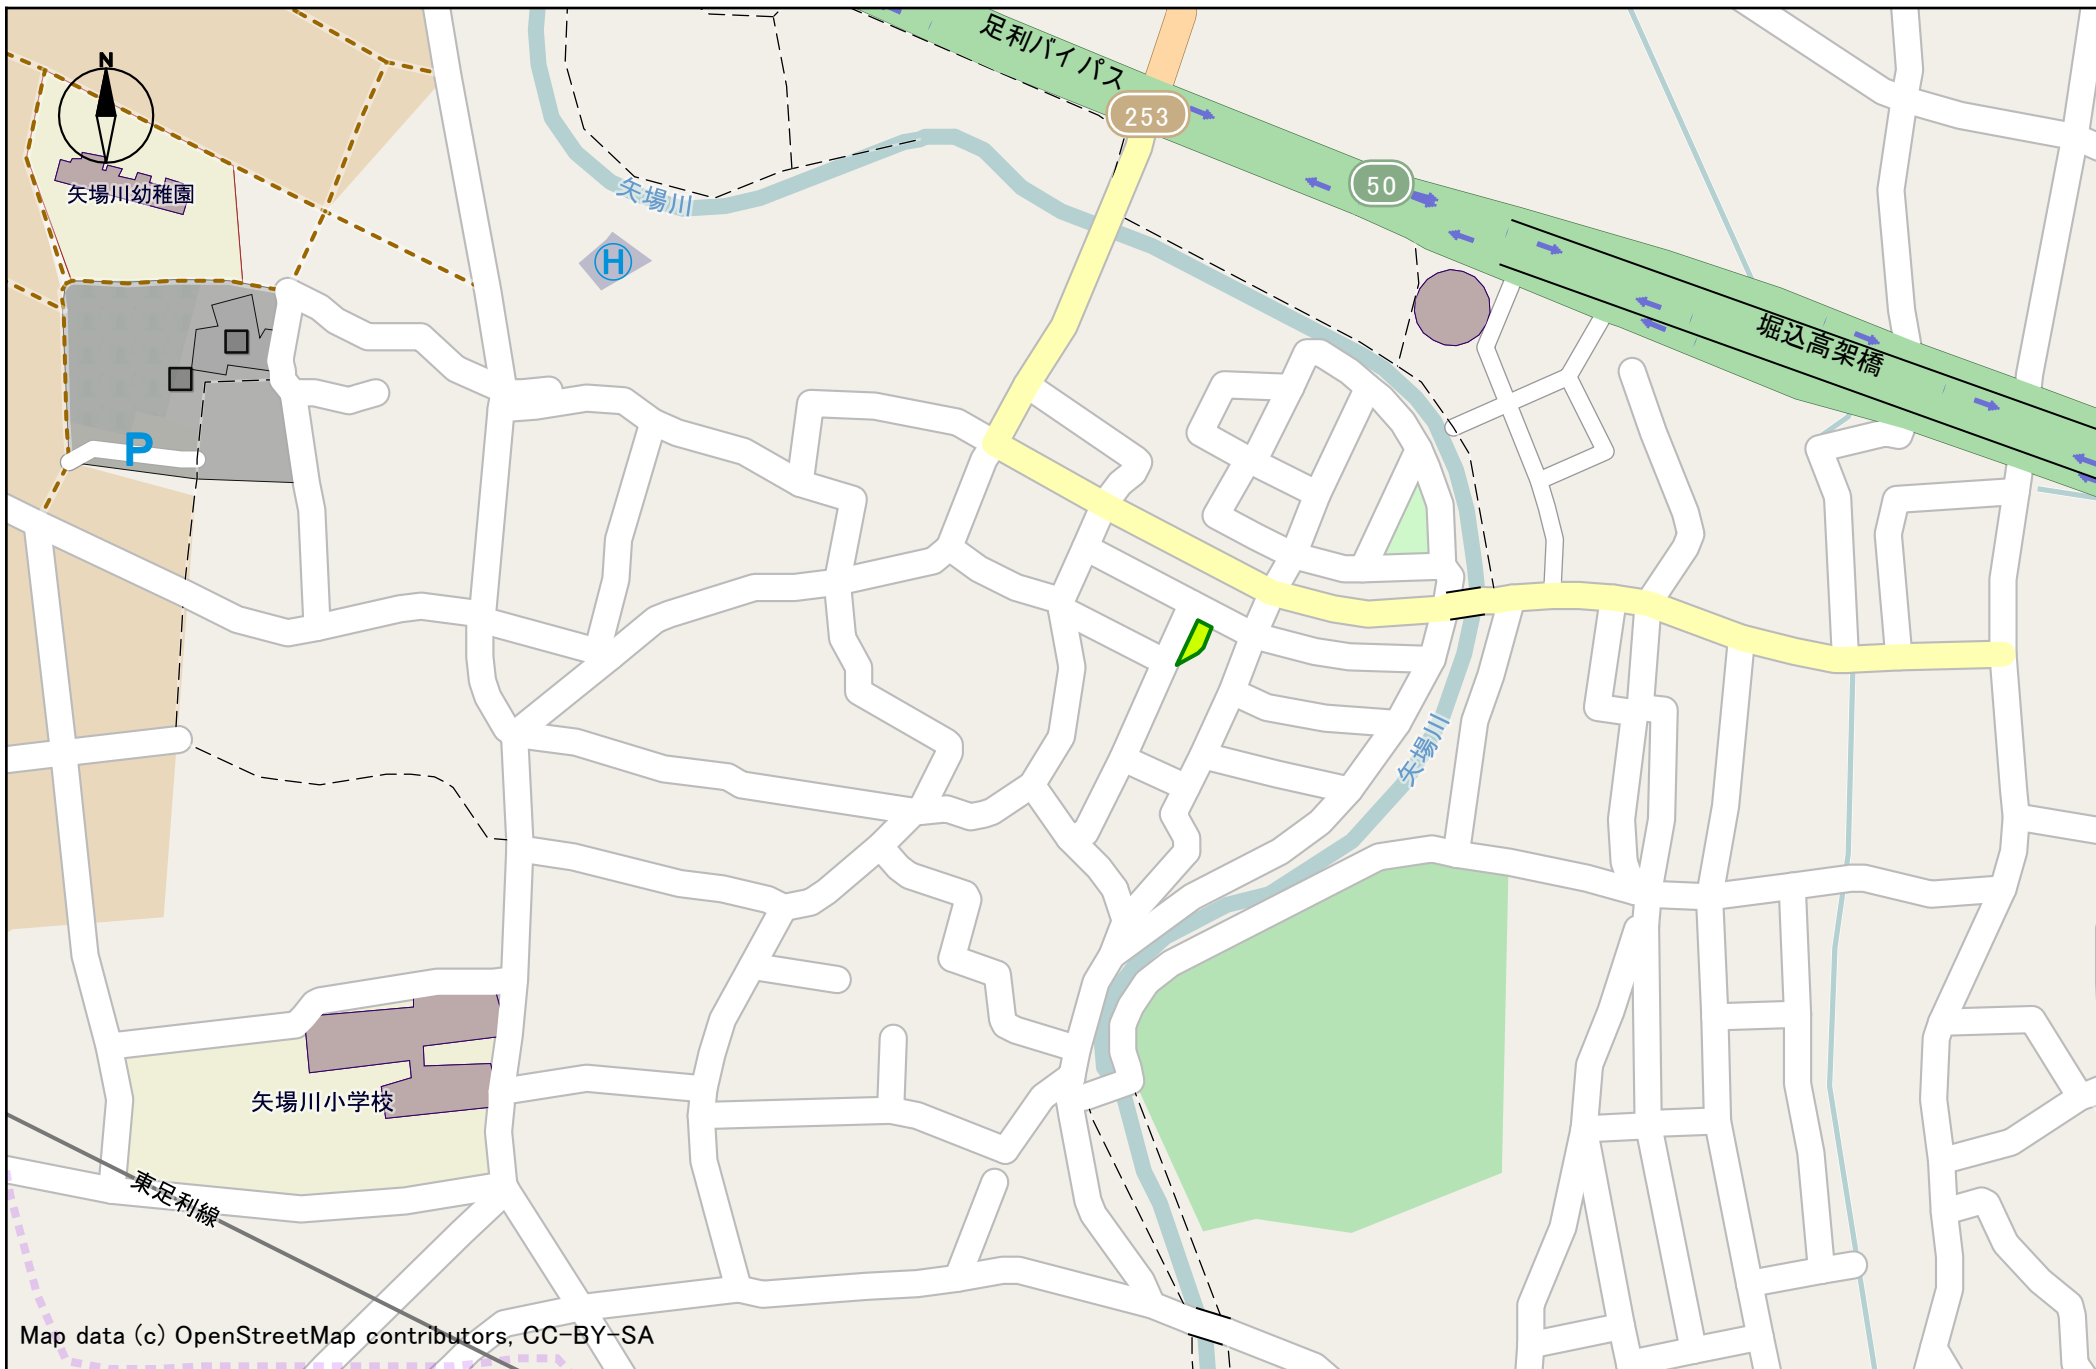 足利バイパス
N
253
50
矢場川幼稚園
矢場川
H
堀込高架橋
P
矢場川
矢場川小学校
東足利線
Map data (c) OpenStreetMap contributors, CC-BY-SA